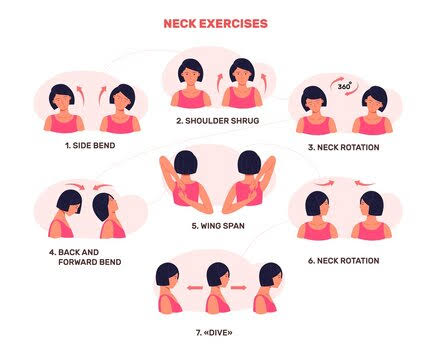 NECK EXERCISES
1. SIDE BEND
2. SHOULDER SHRUG
360°
3. NECK ROTATION
4. BACK AND
FORWARD BEND
5. WING SPAN
6. NECK ROTATION
7. «DIVE»